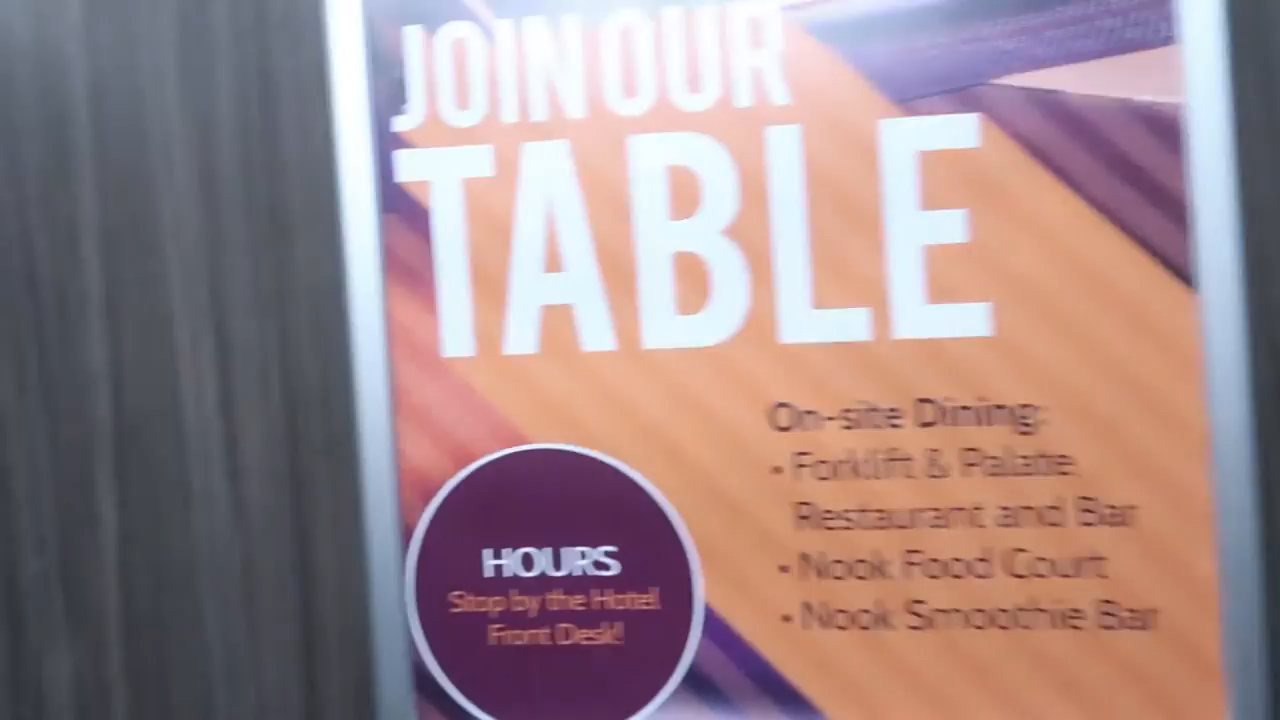 JOIN OUR
TABLE
On-site Dining:
• Forklift & Palate
Restaurant and Bar
• Nook Food Court
• Nook Smoothie Bar
HOURS
Stop by the Hotel
Front Desk!